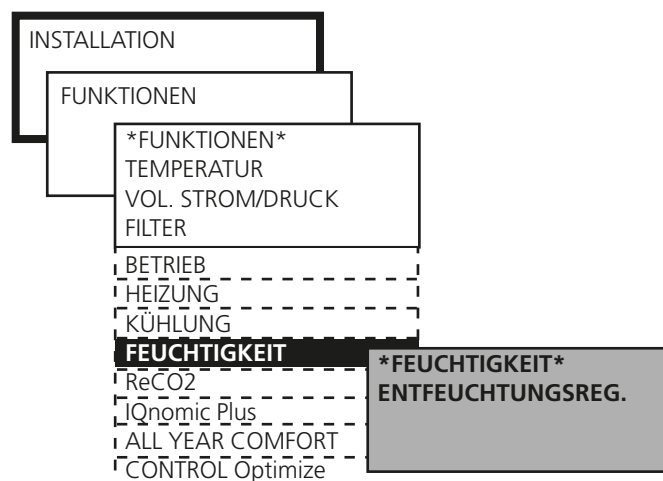 INSTALLATION
FUNKTIONEN
*FUNKTIONEN*
TEMPERATUR
VOL. STROM/DRUCK
FILTER
BETRIEB
HEIZUNG
KÜHLUNG
FEUCHTIGKEIT
ReCO2
IQnomic Plus
ALL YEAR COMFORT
CONTROL Optimize
*FEUCHTIGKEIT*
ENTFEUCHTUNGSREG.